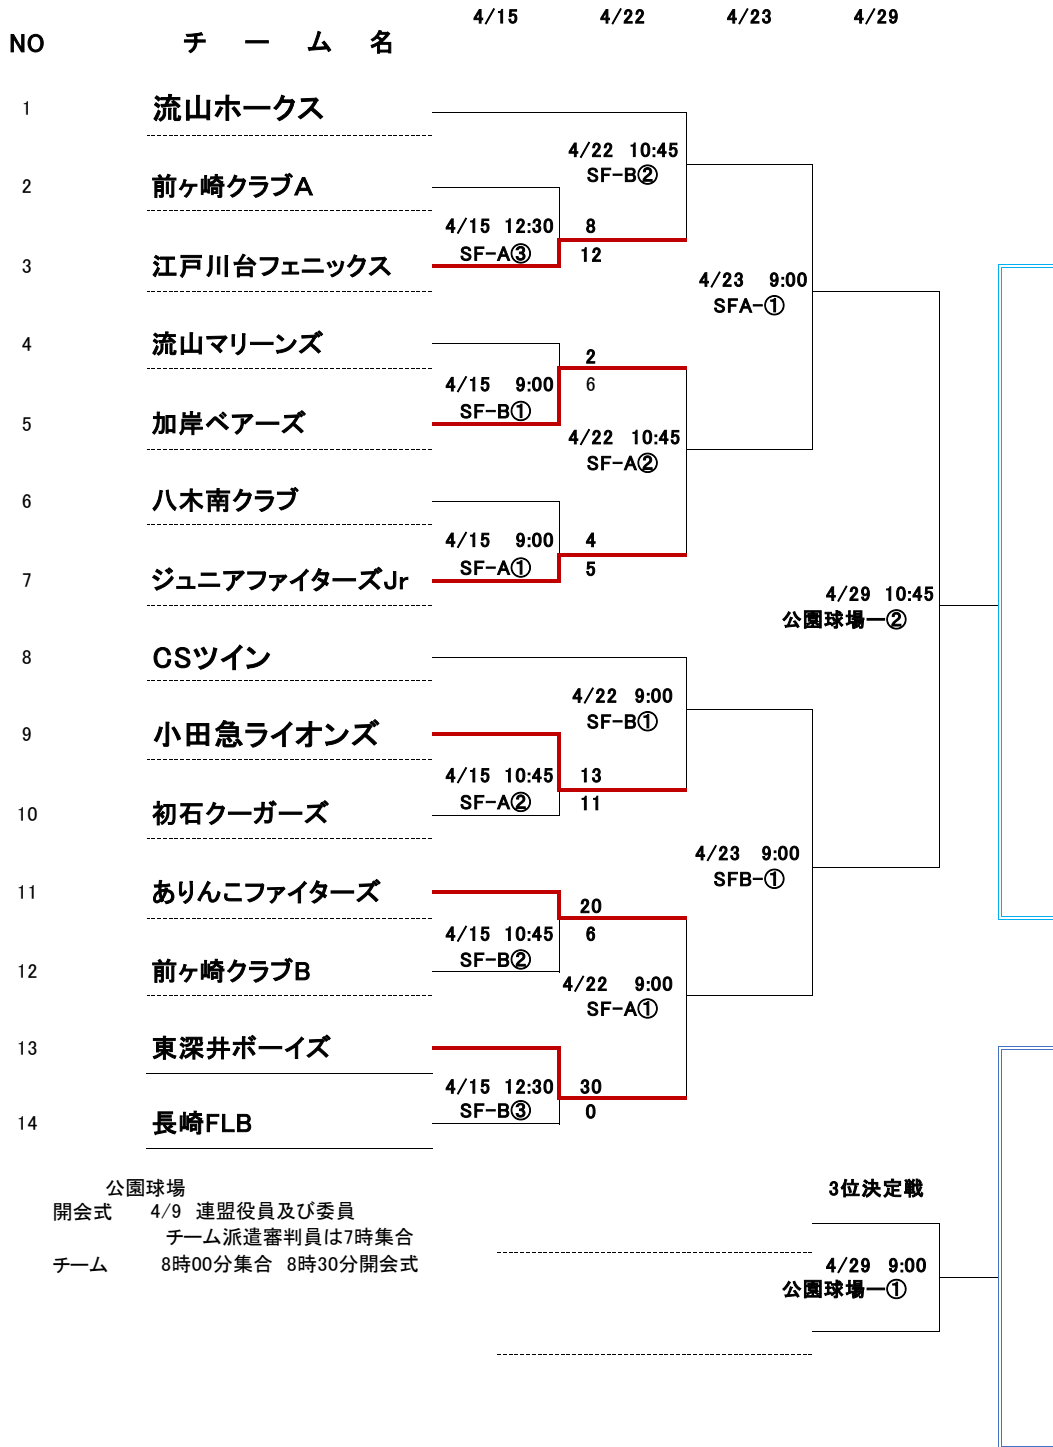 4/15 4/22 4/23 4/29
NO チーム名
1 流山ホークス
4/22 10:45
SF-B②
2 前ヶ崎クラブA
4/15 12:30 8
SF-A③ 12
3 江戸川台フェニックス
4/23 9:00
SFA-①
4 流山マリーンズ
2
4/15 9:00 6
SF-B①
5 加岸ベアーズ
4/22 10:45
SF-A②
6 八木南クラブ
4/15 9:00 4
SF-A① 5
7 ジュニアファイターズJr
4/29 10:45
公園球場ー②
8 CSツイン
4/22 9:00
SF-B①
9 小田急ライオンズ
4/15 10:45 13
SF-A② 11
10 初石クーガーズ
4/23 9:00
SFB-①
11 ありんこファイターズ
20
4/15 10:45 6
SF-B②
12 前ヶ崎クラブB
4/22 9:00
SF-A①
13 東深井ボーイズ
4/15 12:30 30
SF-B③ 0
14 長崎FLB
公園球場 3位決定戦
開会式 4/9 連盟役員及び委員
チーム派遣審判員は7時集合
チーム 8時00分集合 8時30分開会式
4/29 9:00
公園球場ー①